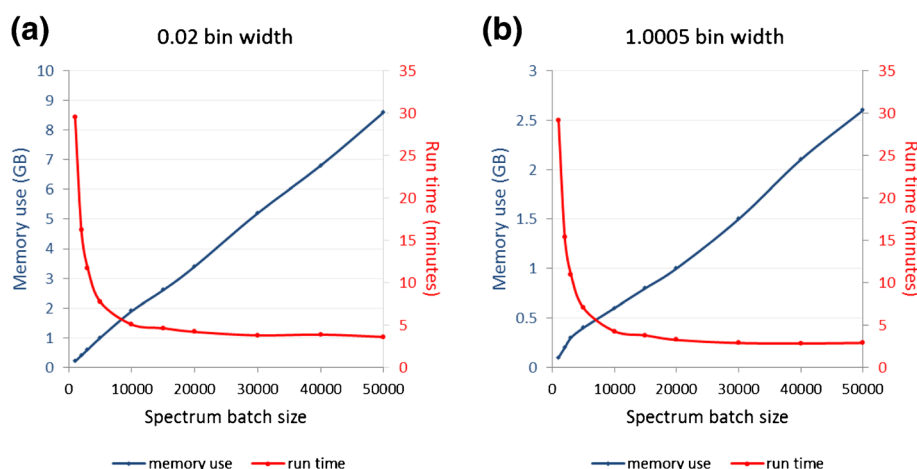 (a)
0.02 bin width
10
9
8
7
6
5
4
3
2
1
0
Memory use (GB)
35
30
25
20
15
10
5
0
Run time (minutes)
0 10000 20000 30000 40000 50000
Spectrum batch size
memory use run time
(b)
1.0005 bin width
3
2.5
2
1.5
1
0.5
0
Memory use (GB)
35
30
25
20
15
10
5
0
Run time (minutes)
0 10000 20000 30000 40000 50000
Spectrum batch size
memory use run time